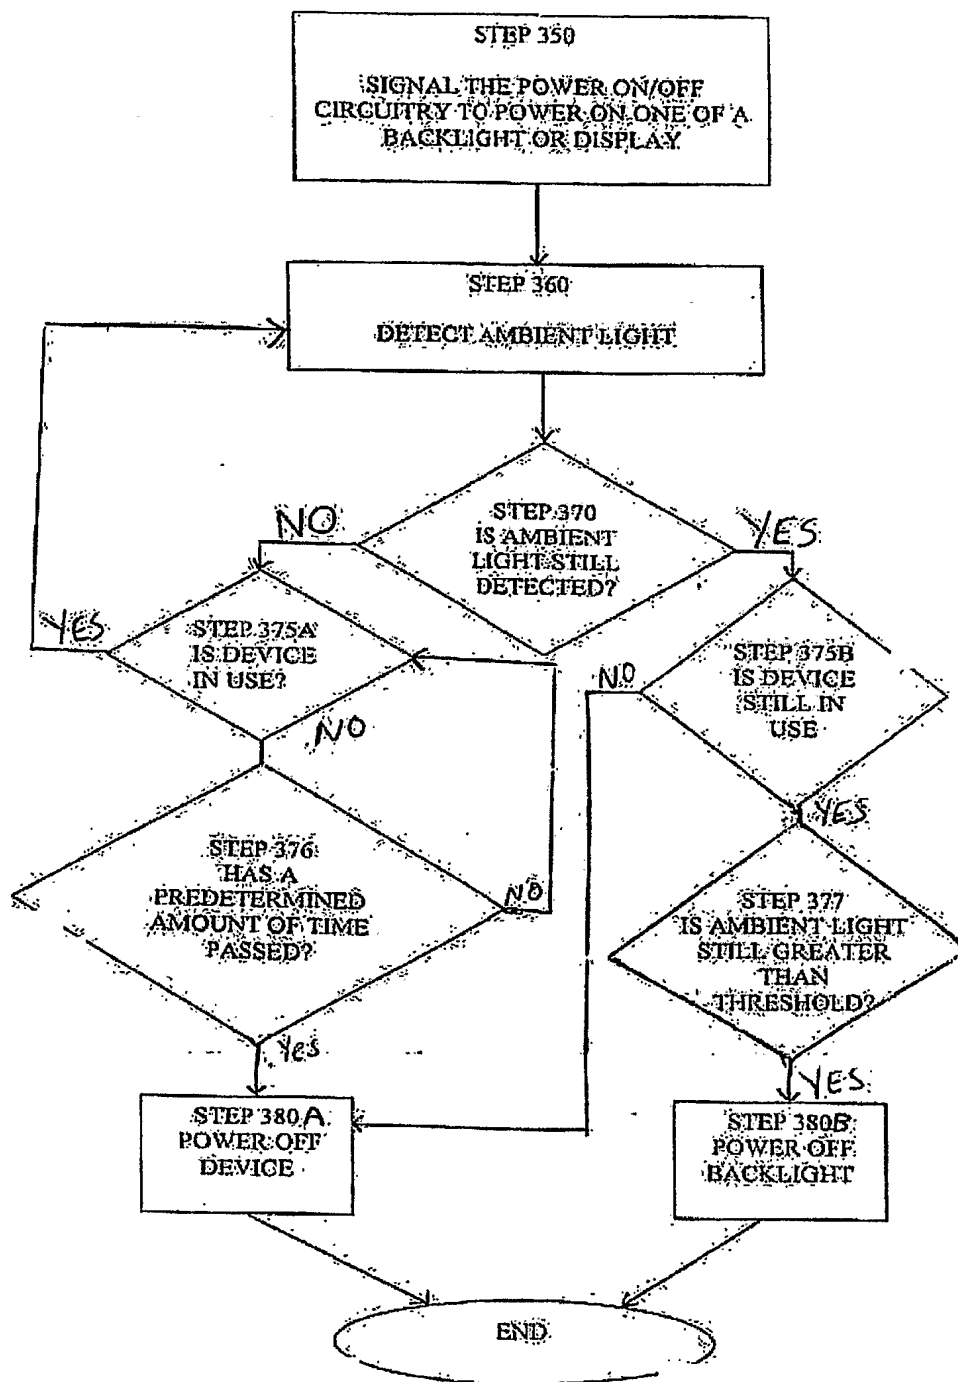 STEP 350
SIGNAL THE POWER ON/OFF
CIRCUITRY TO POWER ON ONE OF A
BACKLIGHT OR DISPLAY
STEP 360
DETECT AMBIENT LIGHT
STEP 370
IS AMBIENT
LIGHT STILL
DETECTED?
NO
YES
STEP 375A
IS DEVICE
IN USE?
YES
NO
STEP 375B
IS DEVICE
STILL IN
USE
NO
YES
STEP 376
HAS A
PREDETERMINED
AMOUNT OF TIME
PASSED?
NO
Yes
STEP 377
IS AMBIENT LIGHT
STILL GREATER
THAN
THRESHOLD?
YES
STEP 380A
POWER OFF
DEVICE
STEP 380B
POWER OFF
BACKLIGHT
END